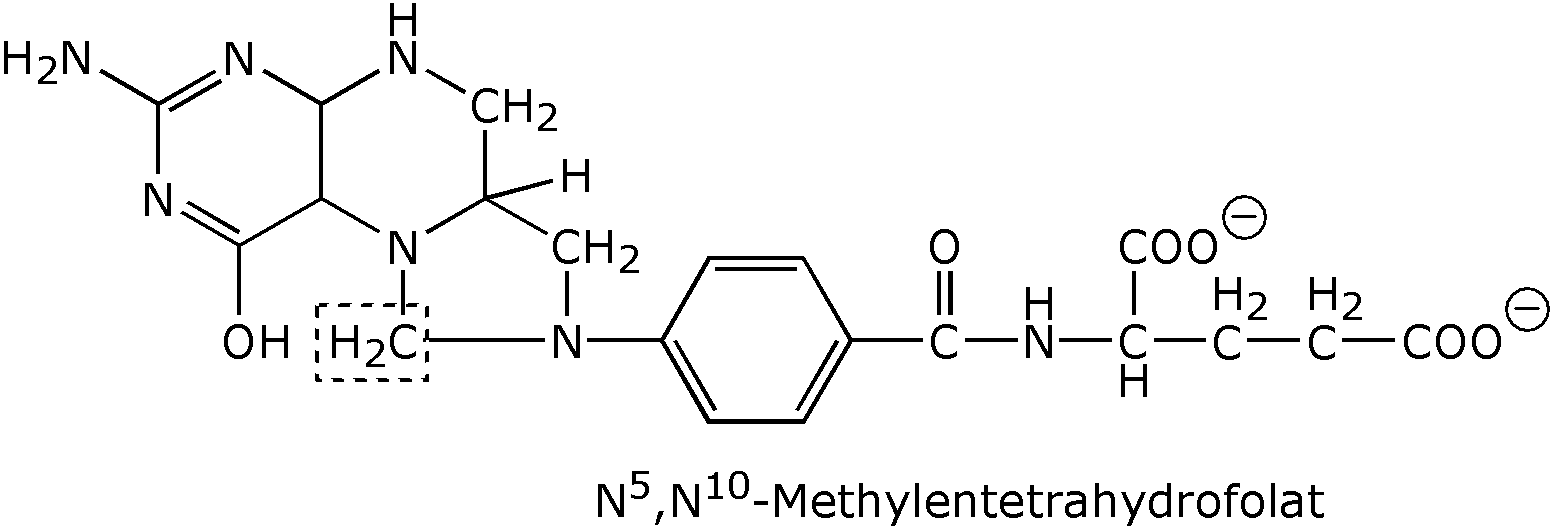 H
H₂N N N
CH₂
H
N
N CH₂ O COO⊖
H H₂ H₂
OH H₂C N C N C C C COO⊖
H
N⁵,N¹⁰-Methylentetrahydrofolat